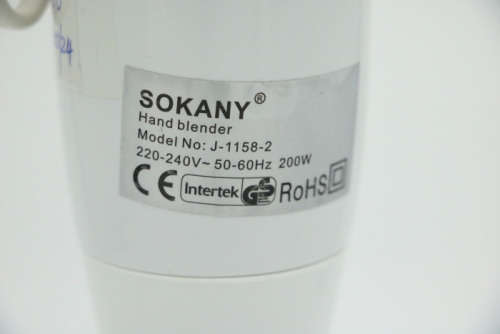 SOKANY®
Hand blender
Model No: J-1158-2
220-240V~ 50-60Hz 200W
CE Intertek GS RoHS